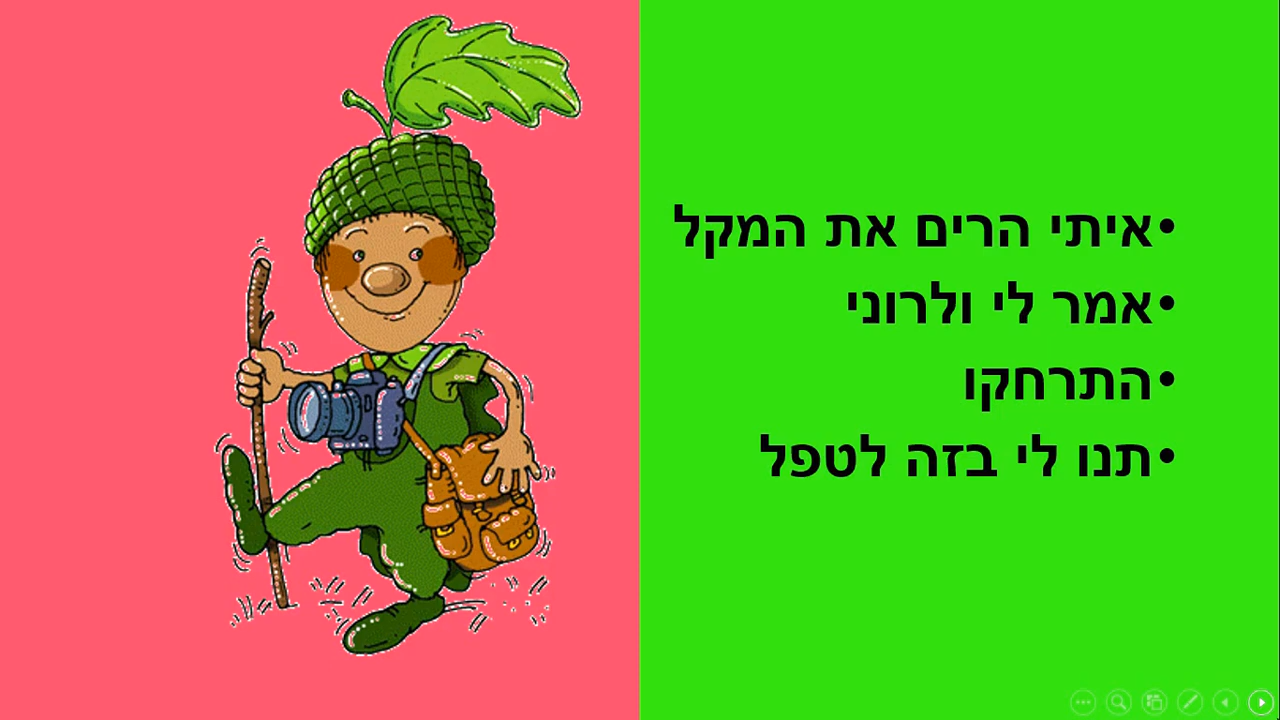 •איתי הרים את המקל
•אמר לי ולרוני
•התרחקו
•תנו לי בזה לטפל